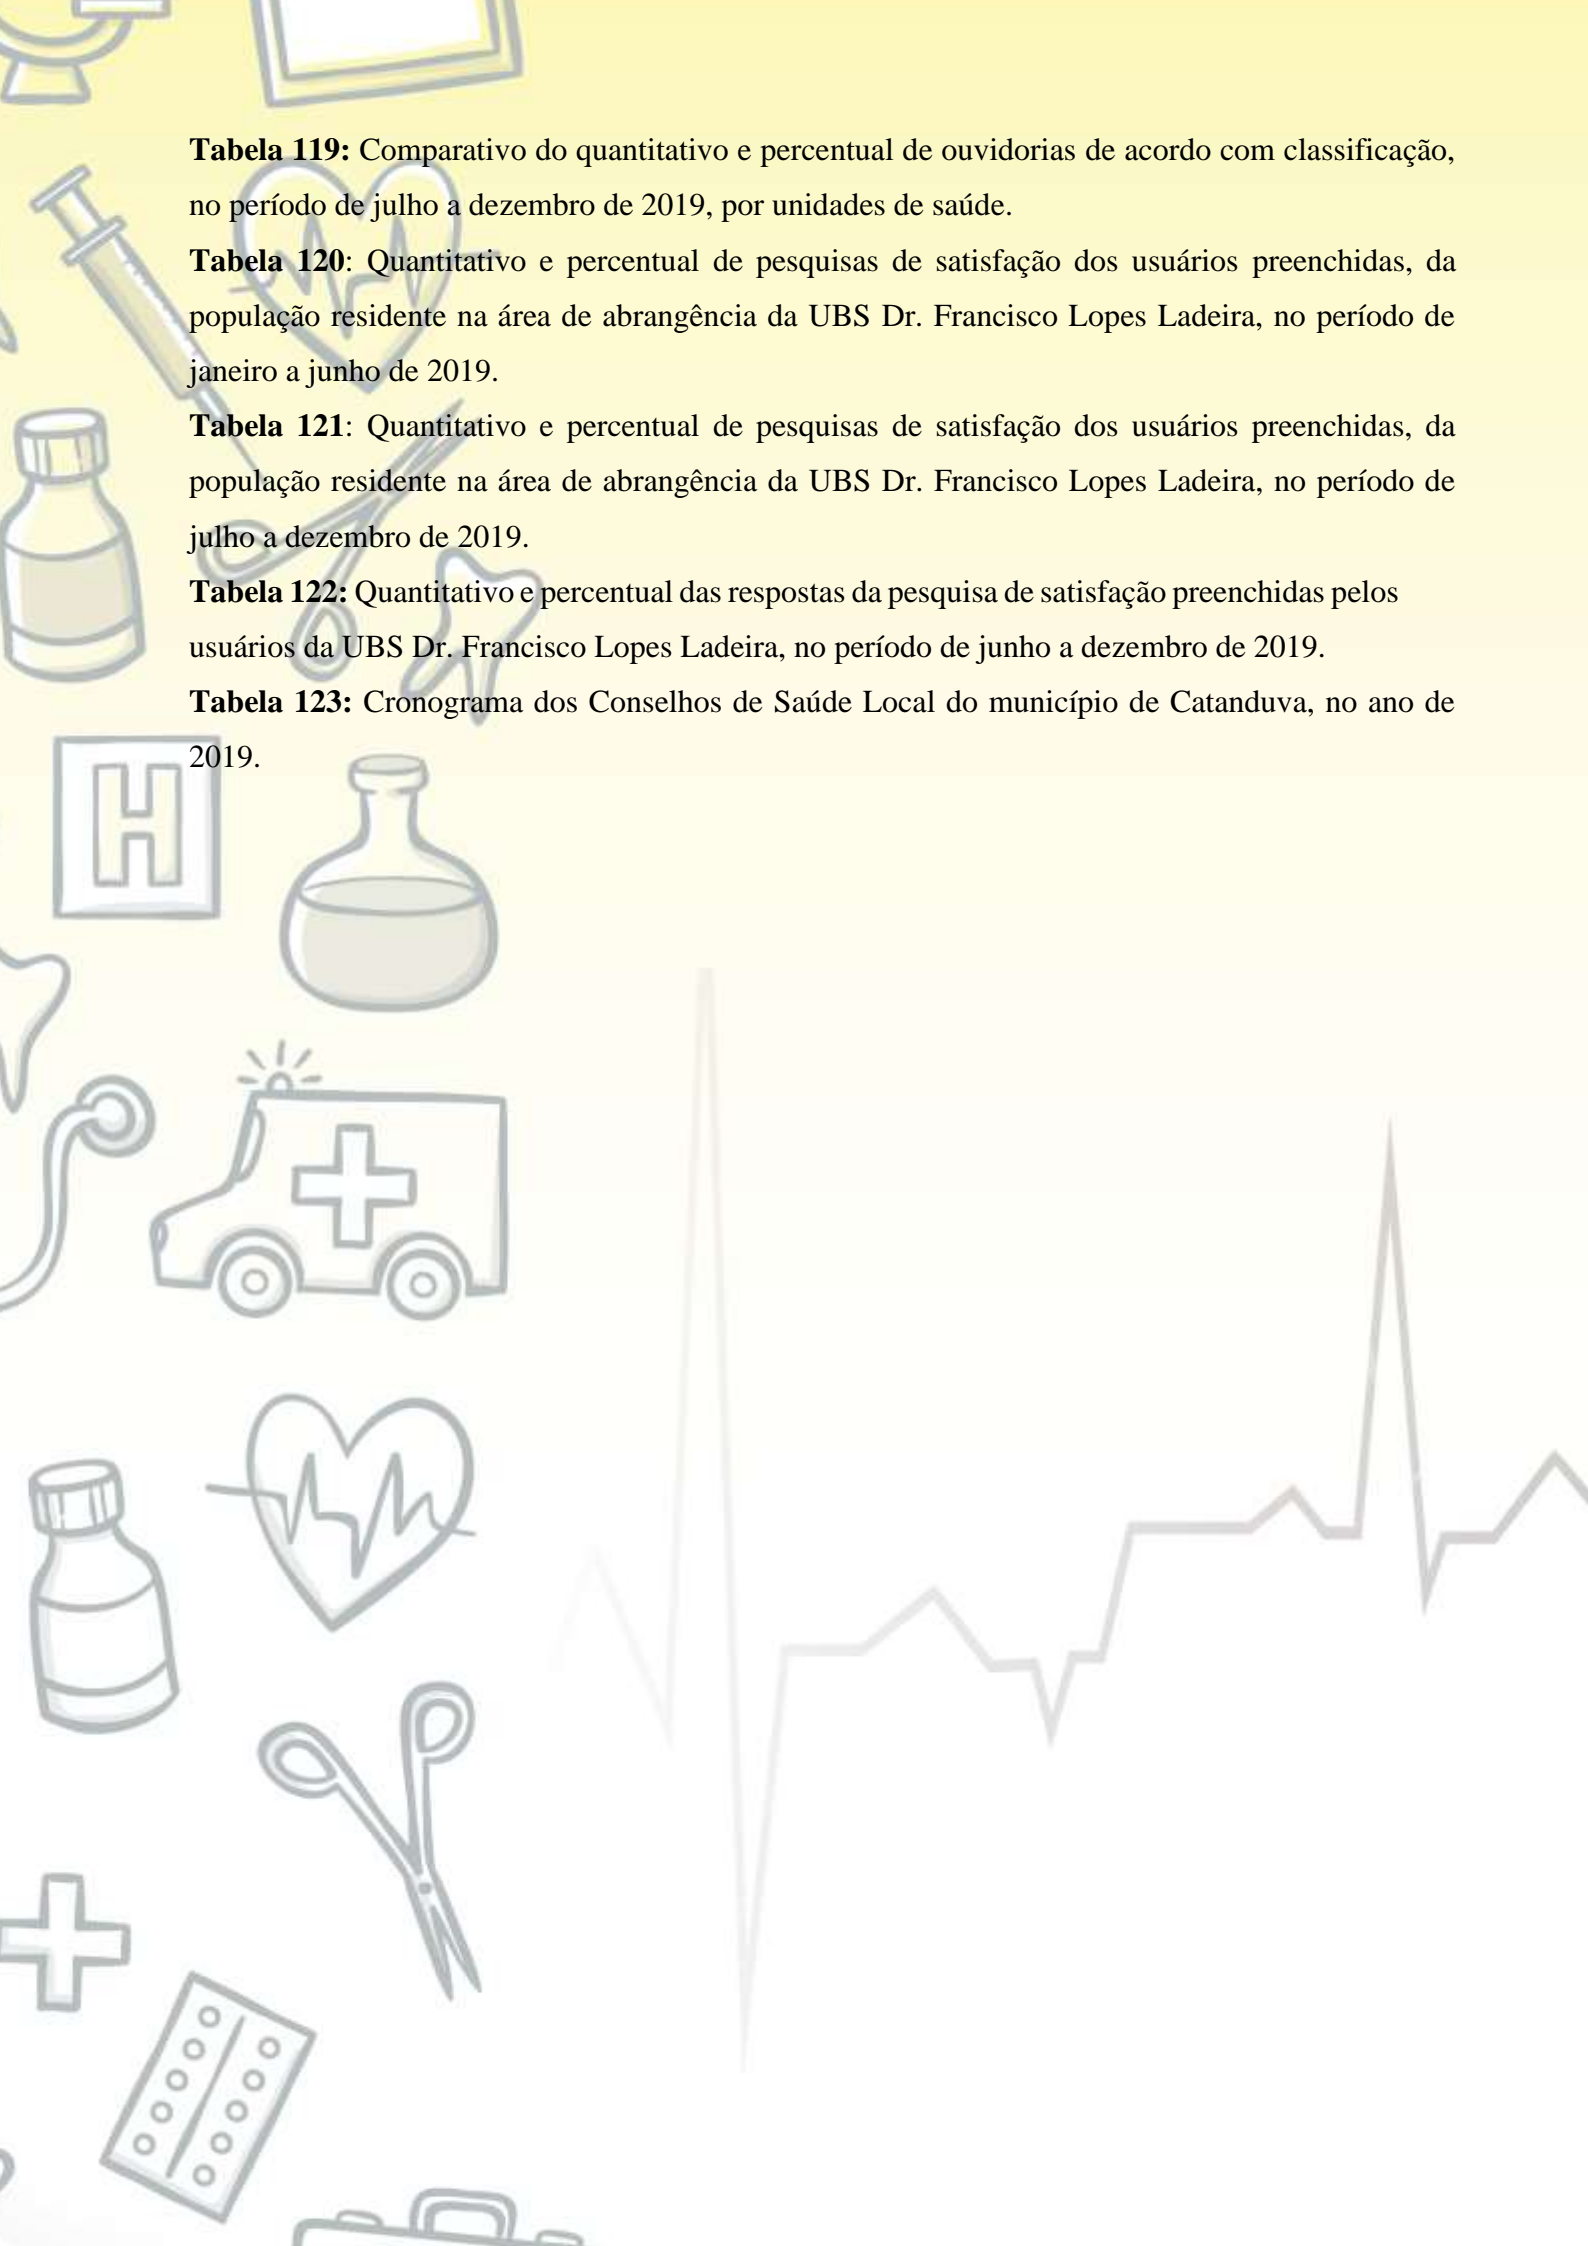 Tabela 119: Comparativo do quantitativo e percentual de ouvidorias de acordo com classificação,
no período de julho a dezembro de 2019, por unidades de saúde.
Tabela 120: Quantitativo e percentual de pesquisas de satisfação dos usuários preenchidas, da
população residente na área de abrangência da UBS Dr. Francisco Lopes Ladeira, no período de
janeiro a junho de 2019.
Tabela 121: Quantitativo e percentual de pesquisas de satisfação dos usuários preenchidas, da
população residente na área de abrangência da UBS Dr. Francisco Lopes Ladeira, no período de
julho a dezembro de 2019.
Tabela 122: Quantitativo e percentual das respostas da pesquisa de satisfação preenchidas pelos
usuários da UBS Dr. Francisco Lopes Ladeira, no período de junho a dezembro de 2019.
Tabela 123: Cronograma dos Conselhos de Saúde Local do município de Catanduva, no ano de
2019.
H